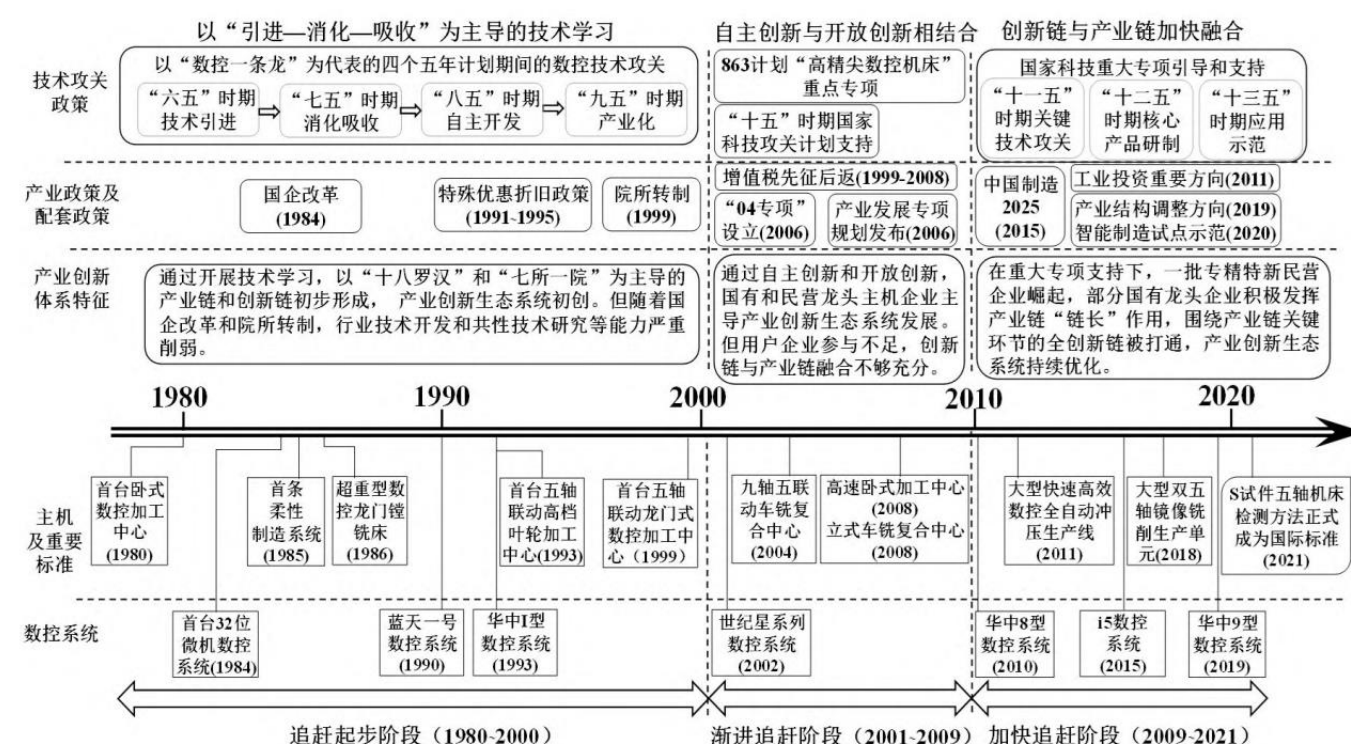 以“引进—消化—吸收”为主导的技术学习
自主创新与开放创新相结合
创新链与产业链加快融合
技术攻关
政策
以“数控一条龙”为代表的四个五年计划期间的数控技术攻关
“六五”时期
技术引进
“七五”时期
消化吸收
“八五”时期
自主开发
“九五”时期
产业化
863计划“高精尖数控机床”
重点专项
“十五”时期国家
科技攻关计划支持
国家科技重大专项引导和支持
“十一五”
时期关键
技术攻关
“十二五”
时期核心
产品研制
“十三五”
时期应用
示范
产业政策及
配套政策
国企改革
(1984)
特殊优惠折旧政策
(1991~1995)
院所转制
(1999)
增值税先征后返(1999-2008)
“04专项”
设立(2006)
产业发展专项
规划发布(2006)
中国制造
2025
(2015)
工业投资重要方向(2011)
产业结构调整方向(2019)
智能制造试点示范(2020)
产业创新
体系特征
通过开展技术学习，以“十八罗汉”和“七所一院”为主导的
产业链和创新链初步形成， 产业创新生态系统初创。但随着国
企改革和院所转制，行业技术开发和共性技术研究等能力严重
削弱。
通过自主创新和开放创新，
国有和民营龙头主机企业主
导产业创新生态系统发展。
但用户企业参与不足，创新
链与产业链融合不够充分。
在重大专项支持下，一批专精特新民营
企业崛起，部分国有龙头企业积极发挥
产业链“链长”作用，围绕产业链关键
环节的全创新链被打通，产业创新生态
系统持续优化。
1980
1990
2000
2010
2020
主机
及重要
标准
首台卧式
数控加工
中心
(1980)
首条
柔性
制造系统
(1985)
超重型数
控龙门镗
铣床
(1986)
首台五轴
联动高档
叶轮加工
中心(1993)
首台五轴
联动龙门式
数控加工中
心（1999）
九轴五联
动车铣复
合中心
(2004)
高速卧式加工中心
(2008)
立式车铣复合中心
(2008)
大型快速高效
数控全自动冲
压生产线
(2011)
大型双五
轴镜像铣
削生产单
元(2018)
S试件五轴机床
检测方法正式
成为国际标准
(2021)
数控系统
首台32位
微机数控
系统(1984)
蓝天一号
数控系统
(1990)
华中I型
数控系统
(1993)
世纪星系列
数控系统
(2002)
华中8型
数控系统
(2010)
i5数控
系统
(2015)
华中9型
数控系统
(2019)
追赶起步阶段（1980-2000）
渐进追赶阶段（2001-2009）
加快追赶阶段（2009-2021）